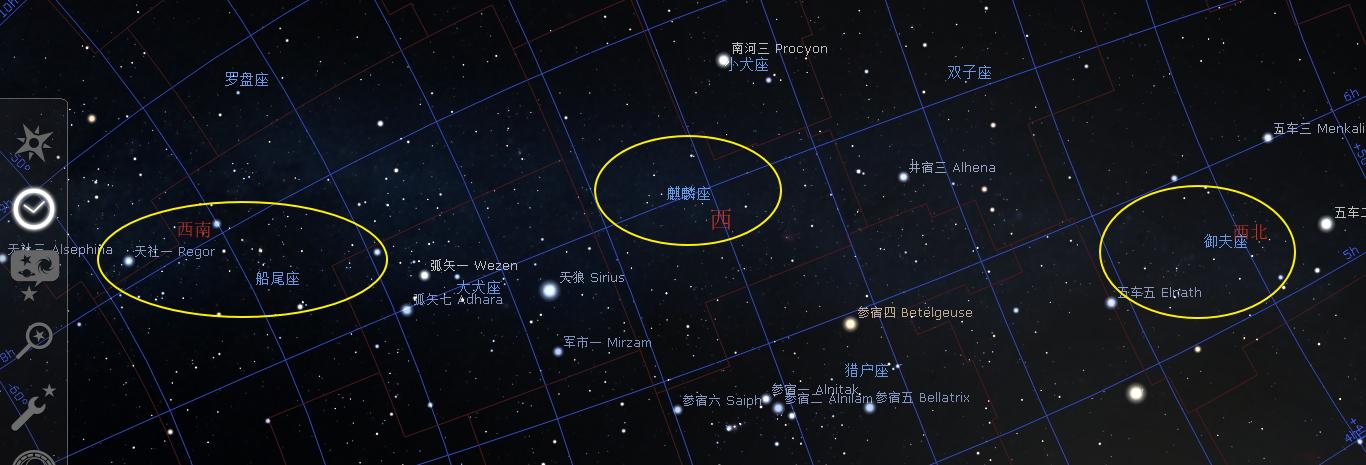 10h
罗盘座
南河三 Procyon
小犬座
双子座
6h
五车三 Menkali
-50°
井宿三 Alhena
麒麟座
西
西南
天社三 Alsephina
天社一 Regor
船尾座
弧矢一 Wezen
大犬座
弧矢七 Adhara
天狼 Sirius
御夫座
西北
五车二
5h
五车五 Elnath
参宿四 Betelgeuse
军市一 Mirzam
8h
-60°
猎户座
参宿六 Saiph
参宿一 Alnitak
参宿二 Alnilam
参宿五 Bellatrix
4h